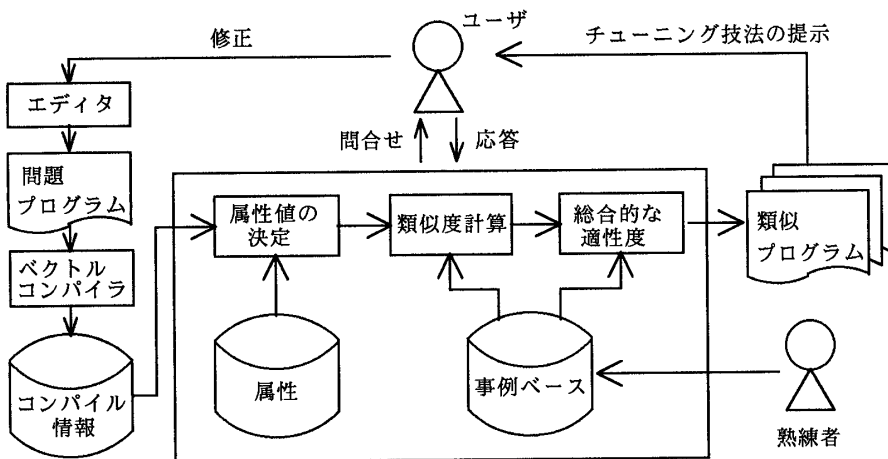 ユーザ
修正
チューニング技法の提示
エディタ
問合せ
応答
問題
プログラム
属性値の
決定
類似度計算
総合的な
適性度
類似
プログラム
ベクトル
コンパイラ
コンパイル
情報
属性
事例ベース
熟練者